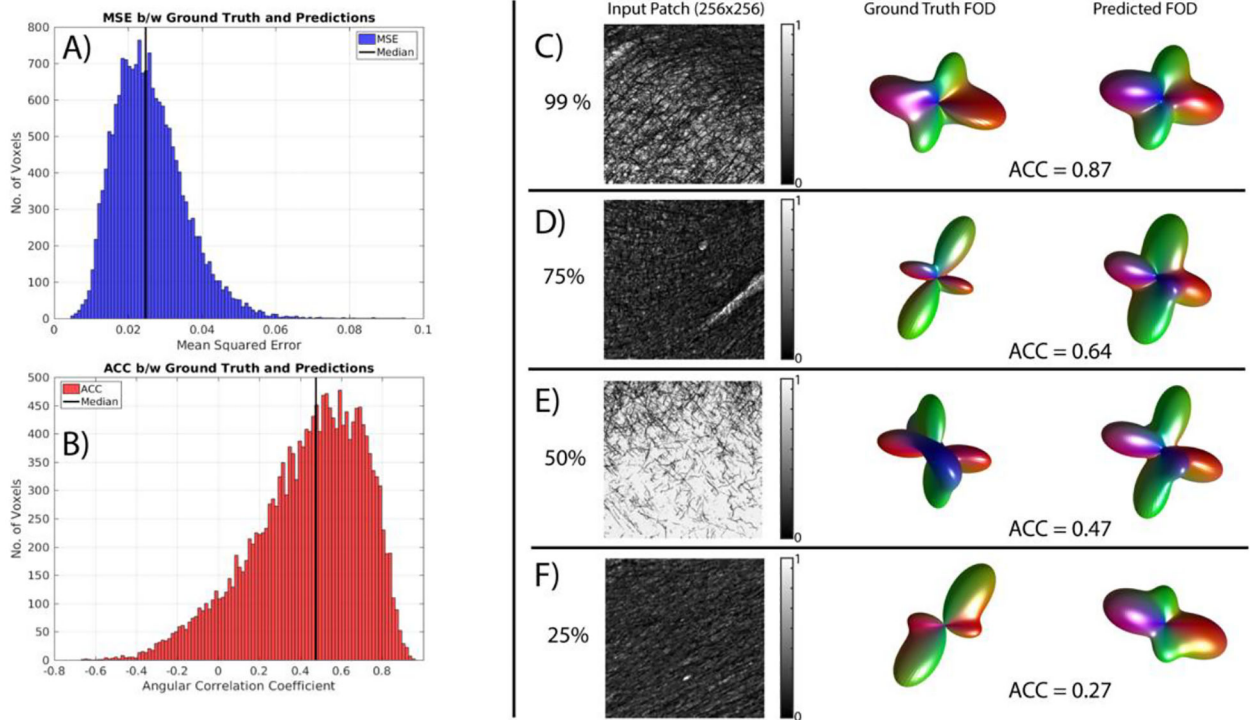 MSE b/w Ground Truth and Predictions
A)
MSE
Median
No. of Voxels
800
700
600
500
400
300
200
100
0
0 0.02 0.04 0.06 0.08 0.1
Mean Squared Error
ACC b/w Ground Truth and Predictions
B)
ACC
Median
No. of Voxels
500
450
400
350
300
250
200
150
100
50
0
-0.8 -0.6 -0.4 -0.2 0 0.2 0.4 0.6 0.8
Angular Correlation Coefficient
Input Patch (256x256) Ground Truth FOD Predicted FOD
C)
99 %
1
0
ACC = 0.87
D)
75%
1
0
ACC = 0.64
E)
50%
1
0
ACC = 0.47
F)
25%
1
0
ACC = 0.27